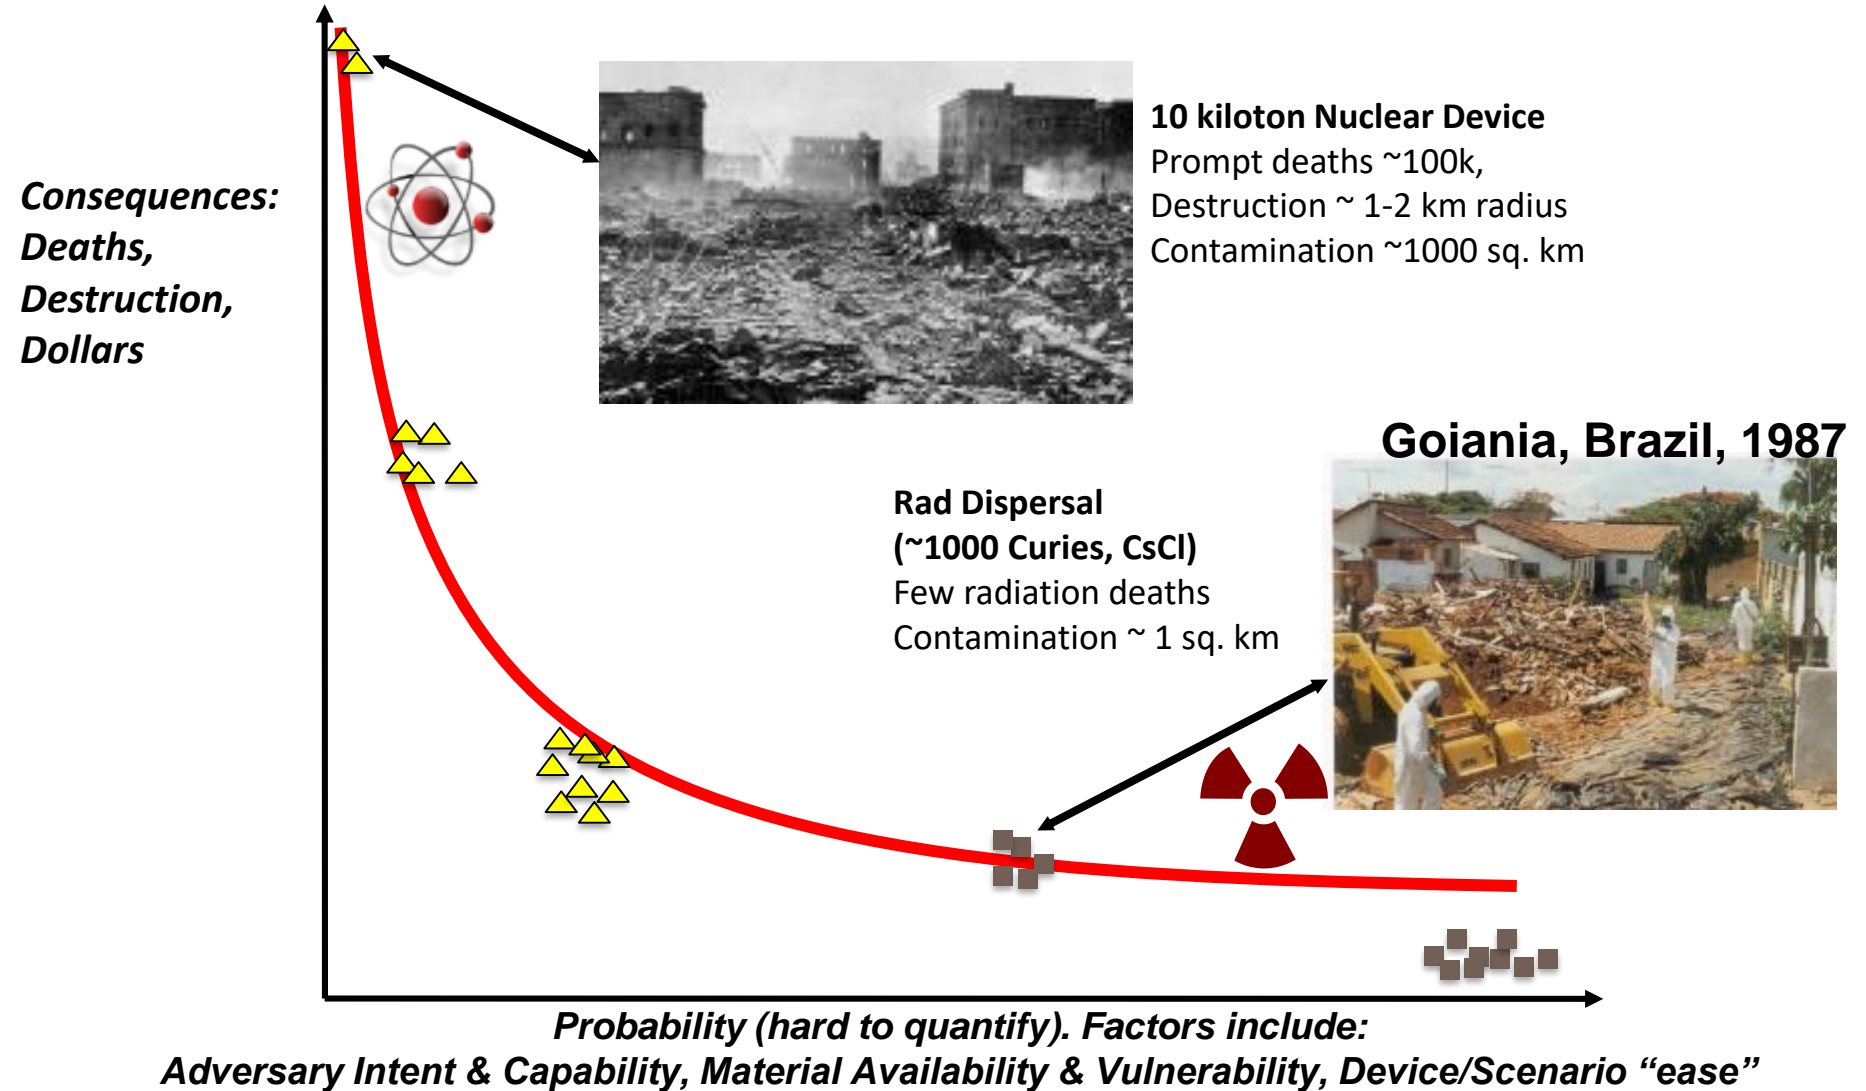 10 kiloton Nuclear Device
Prompt deaths ~100k,
Destruction ~ 1-2 km radius
Contamination ~1000 sq. km
Consequences:
Deaths,
Destruction,
Dollars
Goiania, Brazil, 1987
Rad Dispersal
(~1000 Curies, CsCl)
Few radiation deaths
Contamination ~ 1 sq. km
Probability (hard to quantify). Factors include:
Adversary Intent & Capability, Material Availability & Vulnerability, Device/Scenario “ease”